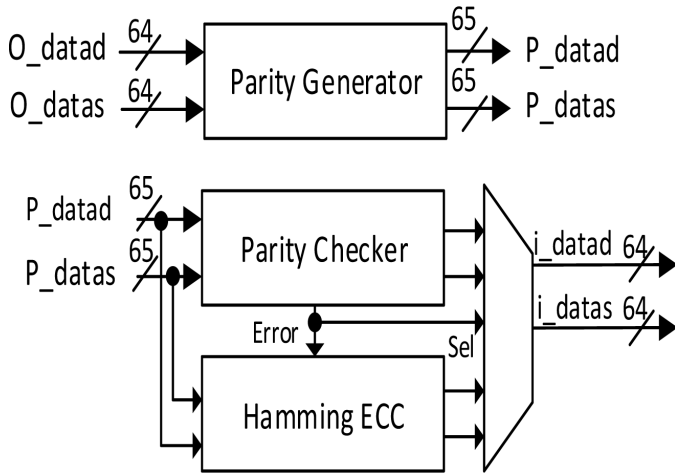 O_datad 64 65 P_datad
Parity Generator
O_datas 64 65 P_datas
P_datad 65
Parity Checker
P_datas 65
i_datad 64
i_datas 64
Error
Sel
Hamming ECC